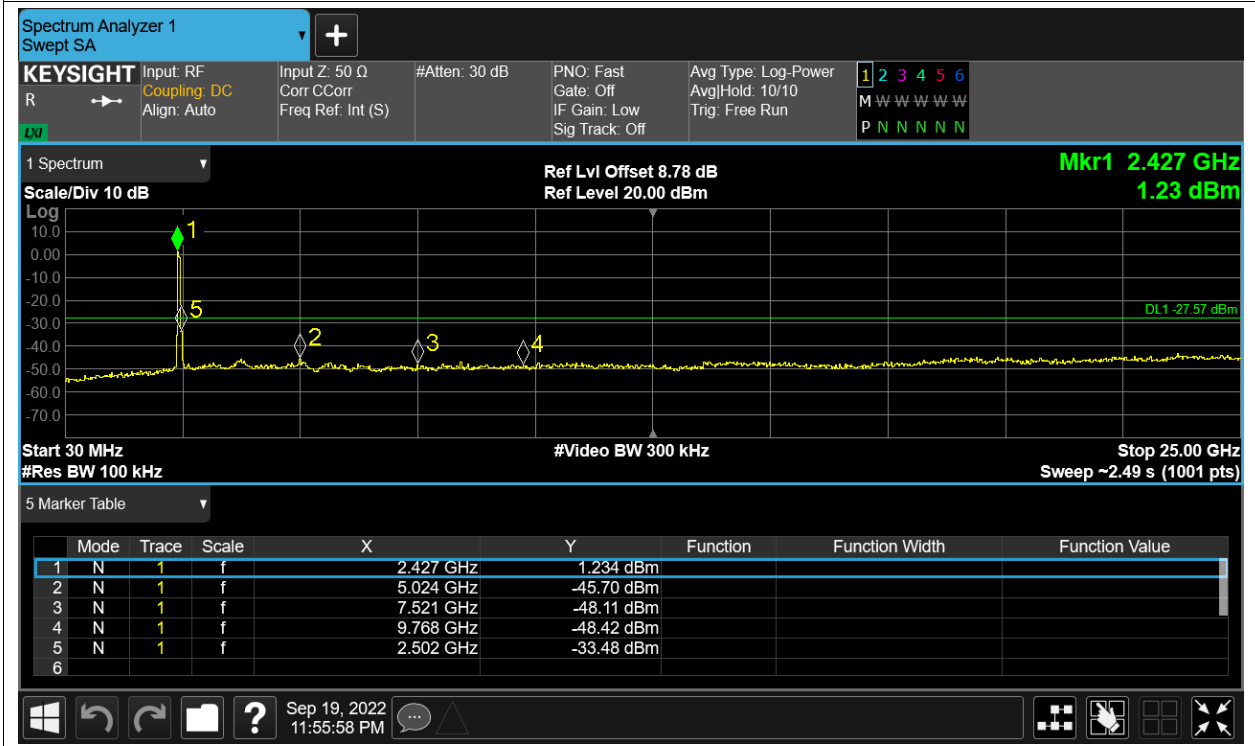 Spectrum Analyzer 1
Swept SA
+
KEYSIGHT
R
LXI
Input: RF
Coupling: DC
Align: Auto
Input Z: 50 Ω
Corr CCorr
Freq Ref: Int (S)
#Atten: 30 dB
PNO: Fast
Gate: Off
IF Gain: Low
Sig Track: Off
Avg Type: Log-Power
Avg|Hold: 10/10
Trig: Free Run
1 2 3 4 5 6
M W W W W W
P N N N N N
1 Spectrum
Scale/Div 10 dB
Ref Lvl Offset 8.78 dB
Ref Level 20.00 dBm
Mkr1 2.427 GHz
1.23 dBm
Log
10.0
0.00
-10.0
-20.0
-30.0
-40.0
-50.0
-60.0
-70.0
1
5
2
3
4
DL1 -27.57 dBm
Start 30 MHz
#Res BW 100 kHz
#Video BW 300 kHz
Stop 25.00 GHz
Sweep ~2.49 s (1001 pts)
5 Marker Table
Mode Trace Scale X Y Function Function Width Function Value
1 N 1 f 2.427 GHz 1.234 dBm
2 N 1 f 5.024 GHz -45.70 dBm
3 N 1 f 7.521 GHz -48.11 dBm
4 N 1 f 9.768 GHz -48.42 dBm
5 N 1 f 2.502 GHz -33.48 dBm
6
?
Sep 19, 2022
11:55:58 PM